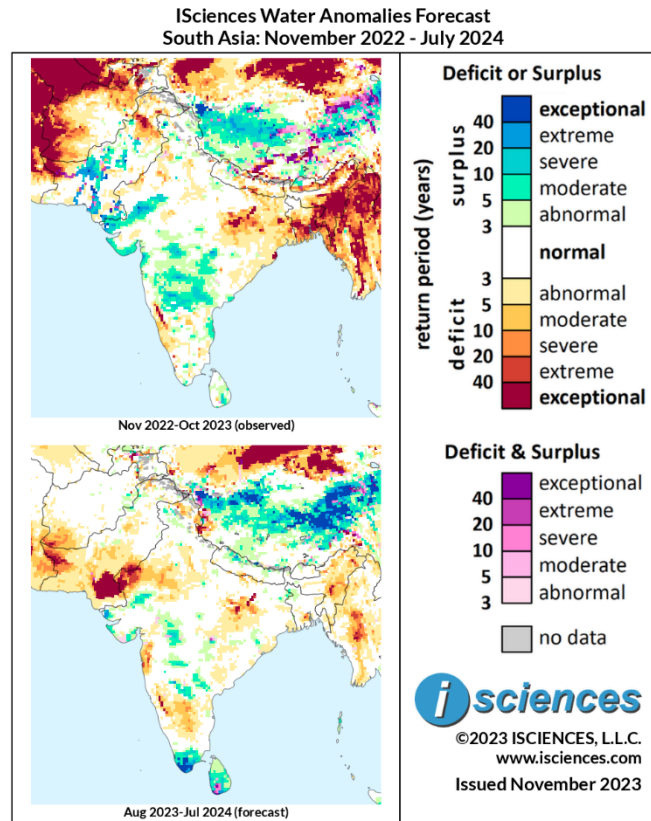 ISciences Water Anomalies Forecast
South Asia: November 2022 - July 2024
Nov 2022-Oct 2023 (observed)
Aug 2023-Jul 2024 (forecast)
Deficit or Surplus
return period (years)
surplus
deficit
40 exceptional
20 extreme
10 severe
5 moderate
3 abnormal
normal
3 abnormal
5 moderate
10 severe
20 extreme
40 exceptional
Deficit & Surplus
40 exceptional
20 extreme
10 severe
5 moderate
3 abnormal
no data
i sciences
©2023 ISCIENCES, L.L.C.
www.isciences.com
Issued November 2023